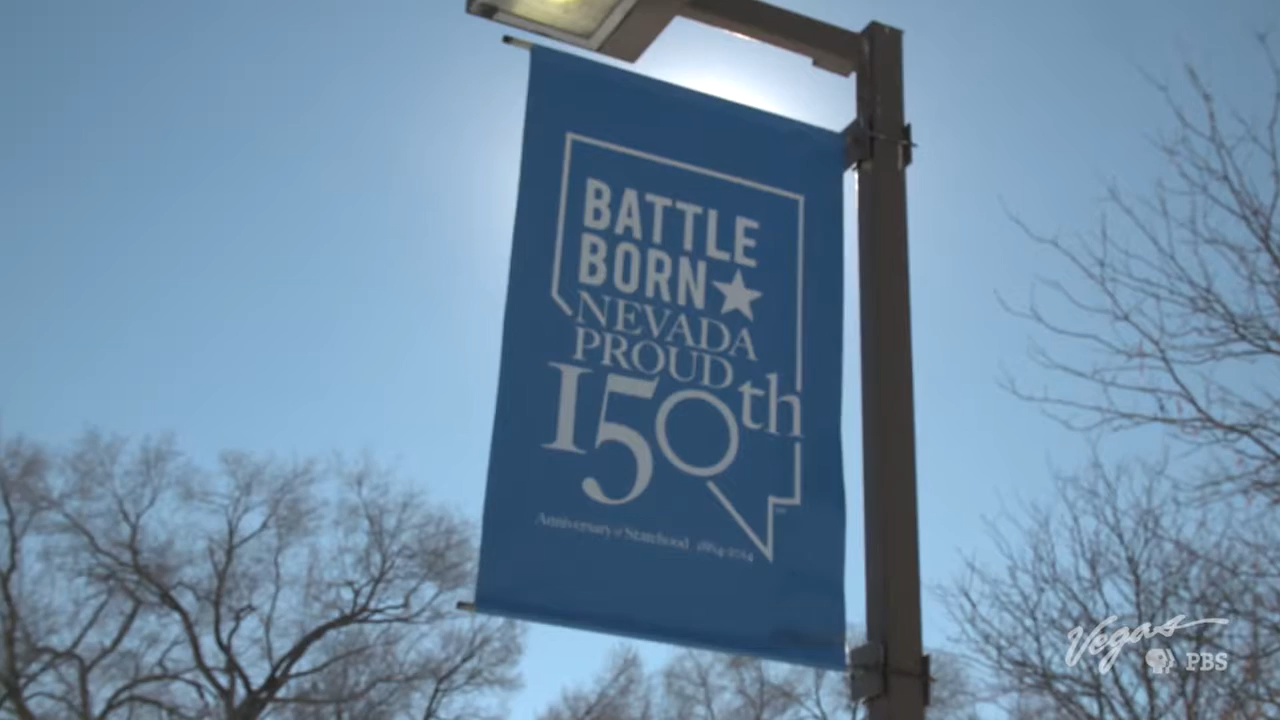 BATTLE
BORN
NEVADA
PROUD
150th
Anniversary of Statehood 1864-2014
Vegas
PBS